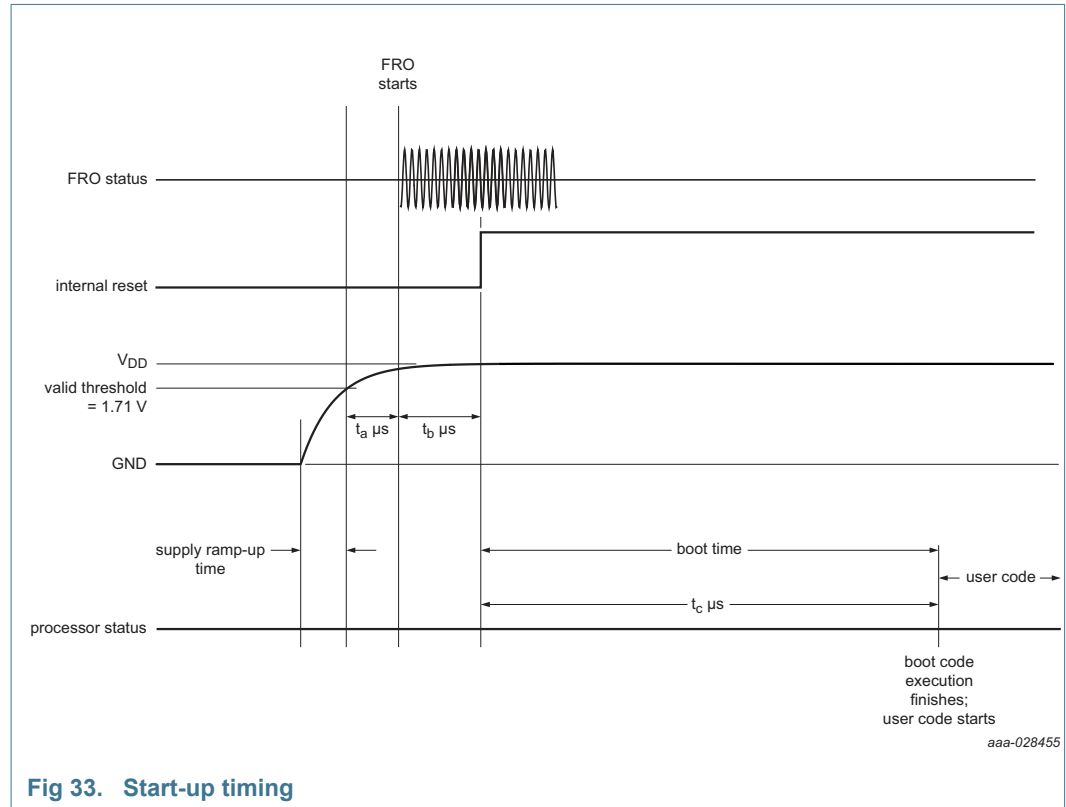 FRO
starts
FRO status
internal reset
VDD
valid threshold
= 1.71 V
ta μs
tb μs
GND
supply ramp-up
time
boot time
user code
tc μs
processor status
boot code
execution
finishes;
user code starts
aaa-028455
Fig 33. Start-up timing